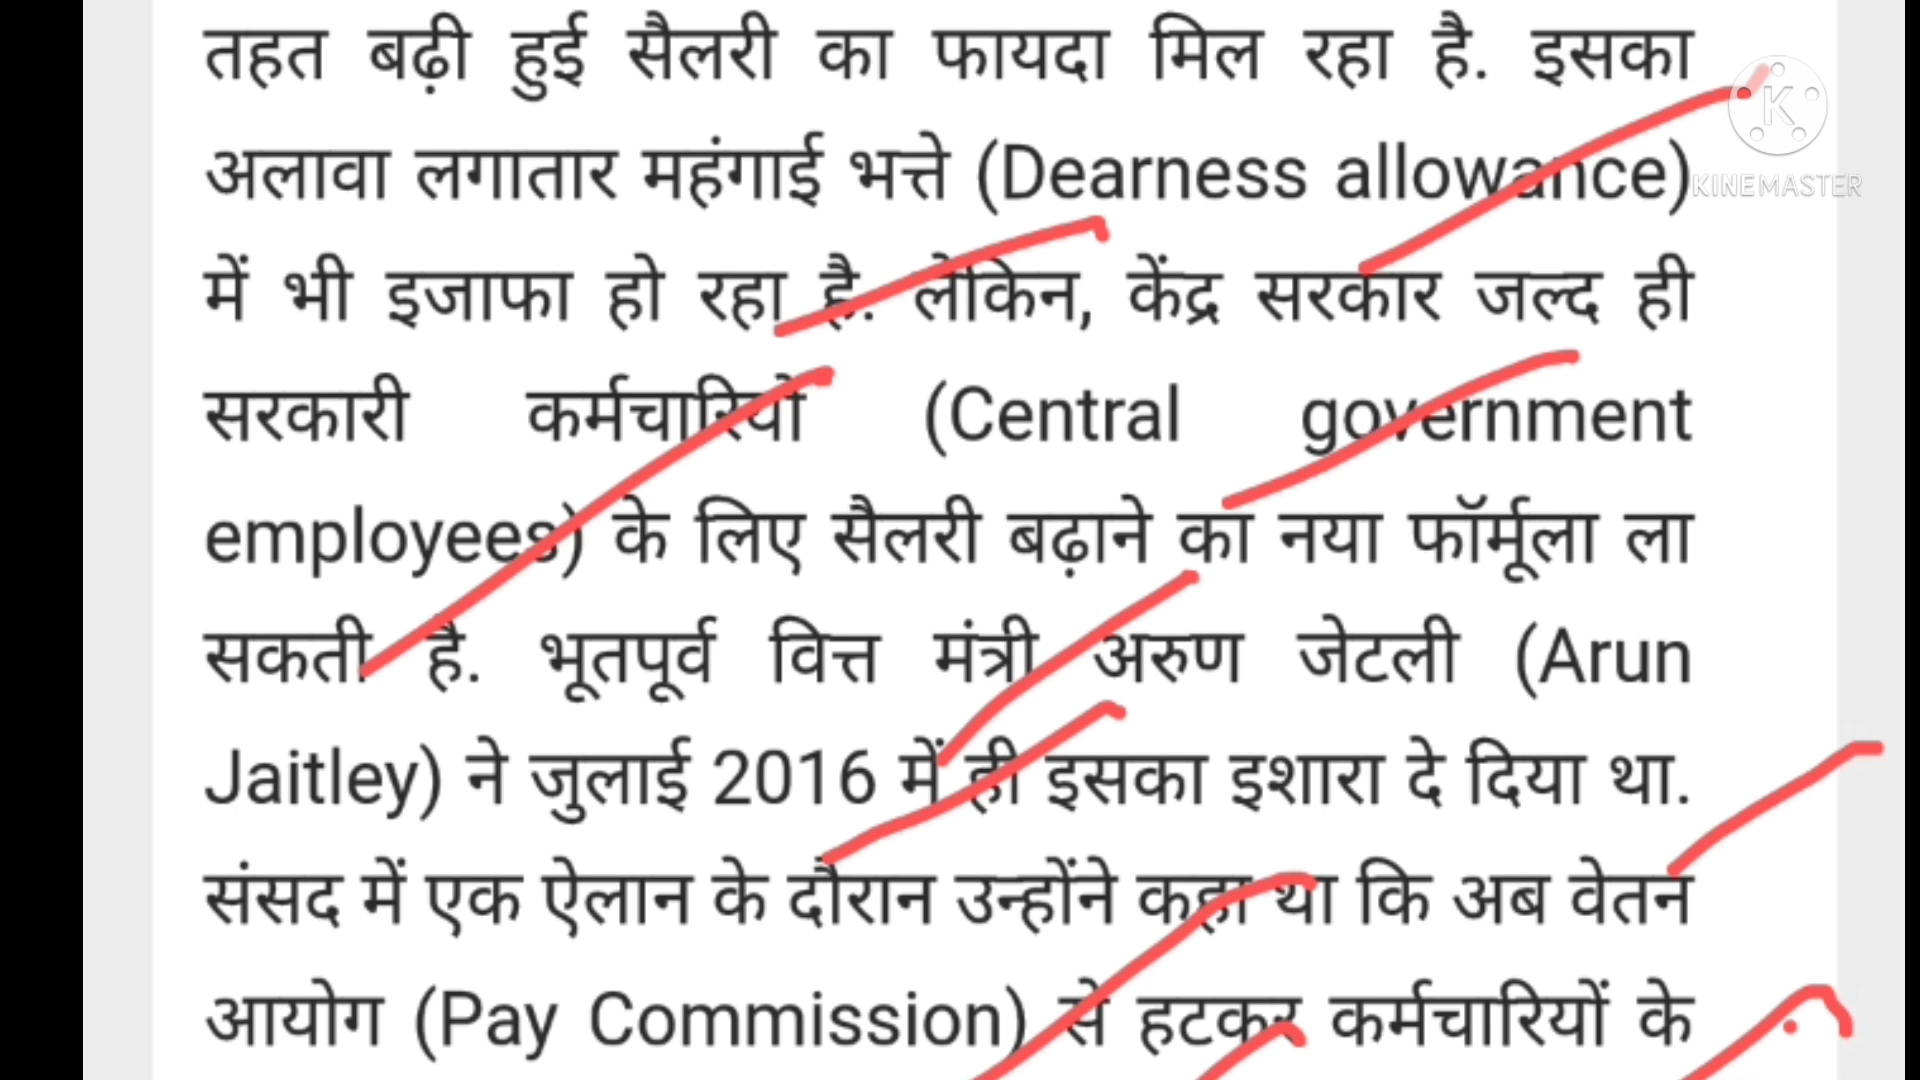 तहत बढ़ी हुई सैलरी का फायदा मिल रहा है. इसका
अलावा लगातार महंगाई भत्ते (Dearness allowance)
में भी इजाफा हो रहा है. लेकिन, केंद्र सरकार जल्द ही
सरकारी कर्मचारियों (Central government
employees) के लिए सैलरी बढ़ाने का नया फॉर्मूला ला
सकती है. भूतपूर्व वित्त मंत्री अरुण जेटली (Arun
Jaitley) ने जुलाई 2016 में ही इसका इशारा दे दिया था.
संसद में एक ऐलान के दौरान उन्होंने कहा था कि अब वेतन
आयोग (Pay Commission) से हटकर कर्मचारियों के
K
KINEMASTER